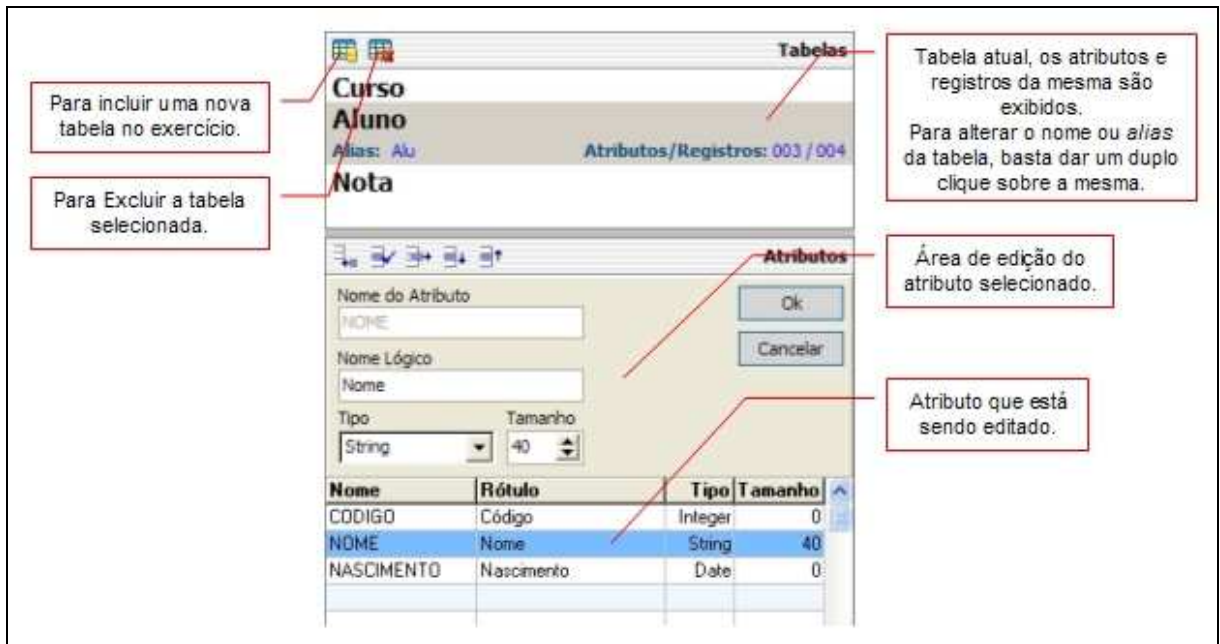 Para incluir uma nova
tabela no exercício.
Para Excluir a tabela
selecionada.
Tabelas
Curso
Aluno
Alias: Alu Atributos/Registros: 003 / 004
Nota
Atributos
Nome do Atributo
NOME
Ok
Cancelar
Nome Lógico
Nome
Tipo Tamanho
String 40
Nome Rótulo Tipo Tamanho
CODIGO Código Integer 0
NOME Nome String 40
NASCIMENTO Nascimento Date 0
Tabela atual, os atributos e
registros da mesma são
exibidos.
Para alterar o nome ou alias
da tabela, basta dar um duplo
clique sobre a mesma.
Área de edição do
atributo selecionado.
Atributo que está
sendo editado.